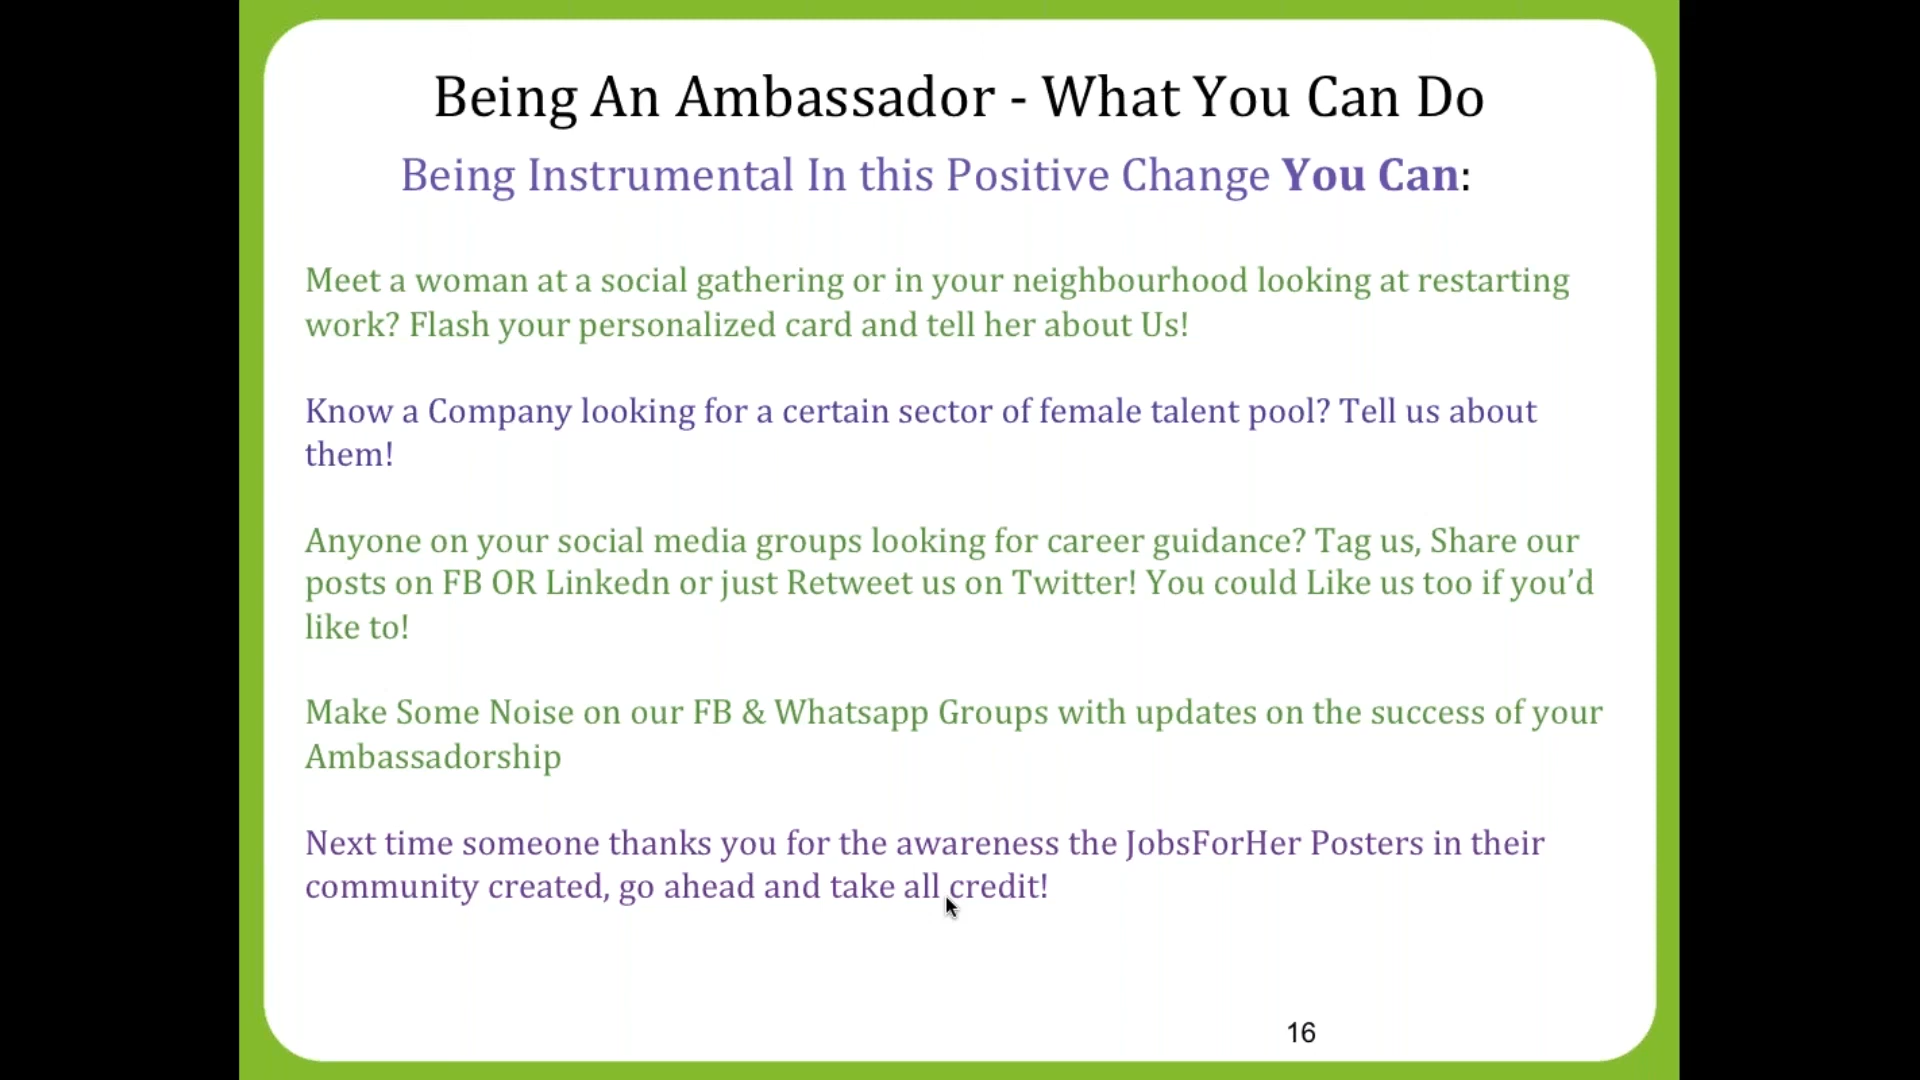 Being An Ambassador - What You Can Do
Being Instrumental In this Positive Change You Can:
Meet a woman at a social gathering or in your neighbourhood looking at restarting
work? Flash your personalized card and tell her about Us!
Know a Company looking for a certain sector of female talent pool? Tell us about
them!
Anyone on your social media groups looking for career guidance? Tag us, Share our
posts on FB OR Linkedn or just Retweet us on Twitter! You could Like us too if you’d
like to!
Make Some Noise on our FB & Whatsapp Groups with updates on the success of your
Ambassadorship
Next time someone thanks you for the awareness the JobsForHer Posters in their
community created, go ahead and take all credit!
16